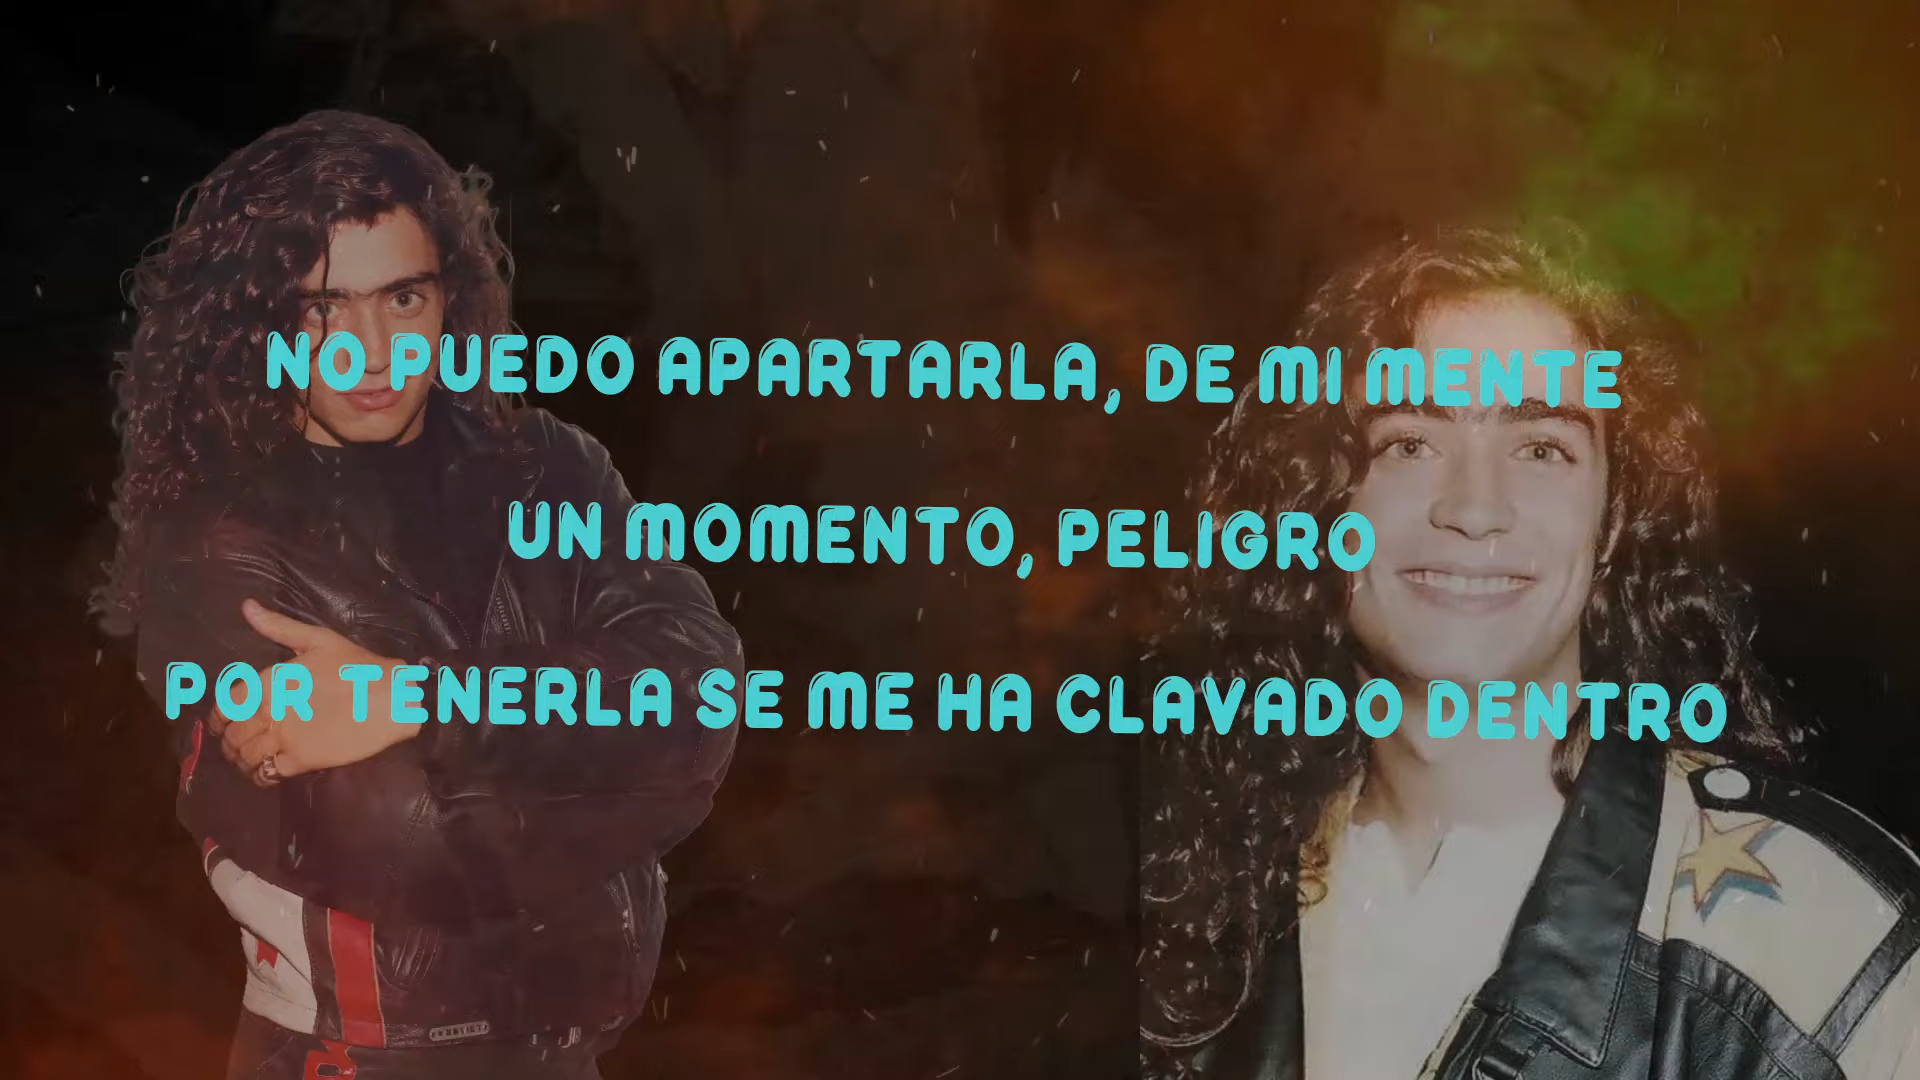 NO PUEDO APARTARLA, DE MI MENTE
UN MOMENTO, PELIGRO
POR TENERLA SE ME HA CLAVADO DENTRO